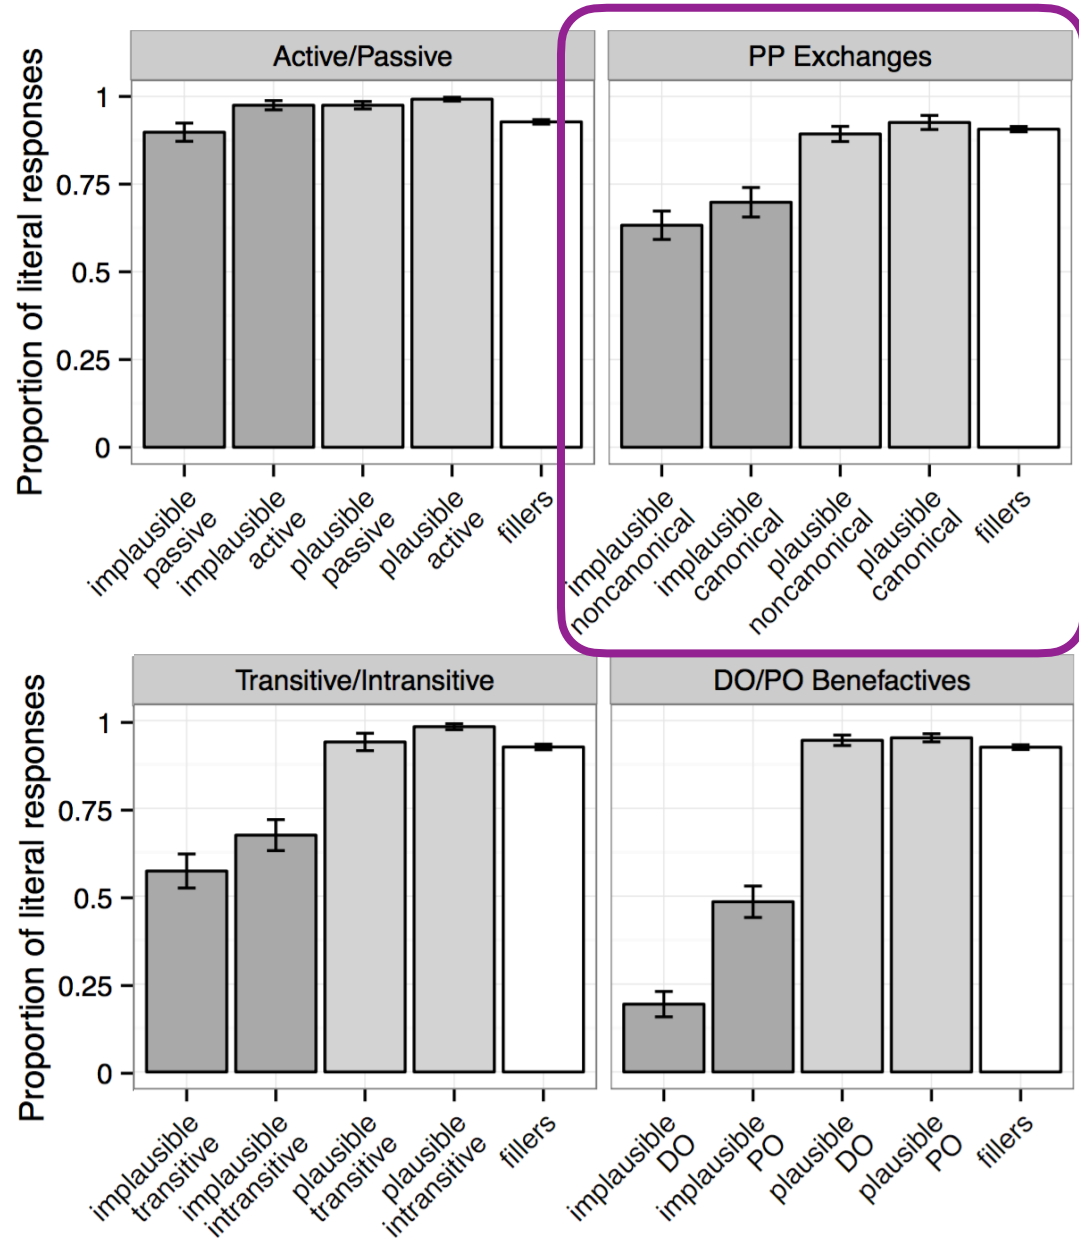 Active/Passive
PP Exchanges
Proportion of literal responses
1
0.75
0.5
0.25
0
implausible
passive
implausible
active
plausible
passive
plausible
active
fillers
implausible
noncanonical
implausible
canonical
plausible
noncanonical
plausible
canonical
fillers
Transitive/Intransitive
DO/PO Benefactives
Proportion of literal responses
1
0.75
0.5
0.25
0
implausible
transitive
implausible
intransitive
plausible
transitive
plausible
intransitive
fillers
implausible
DO
implausible
PO
plausible
DO
plausible
PO
fillers